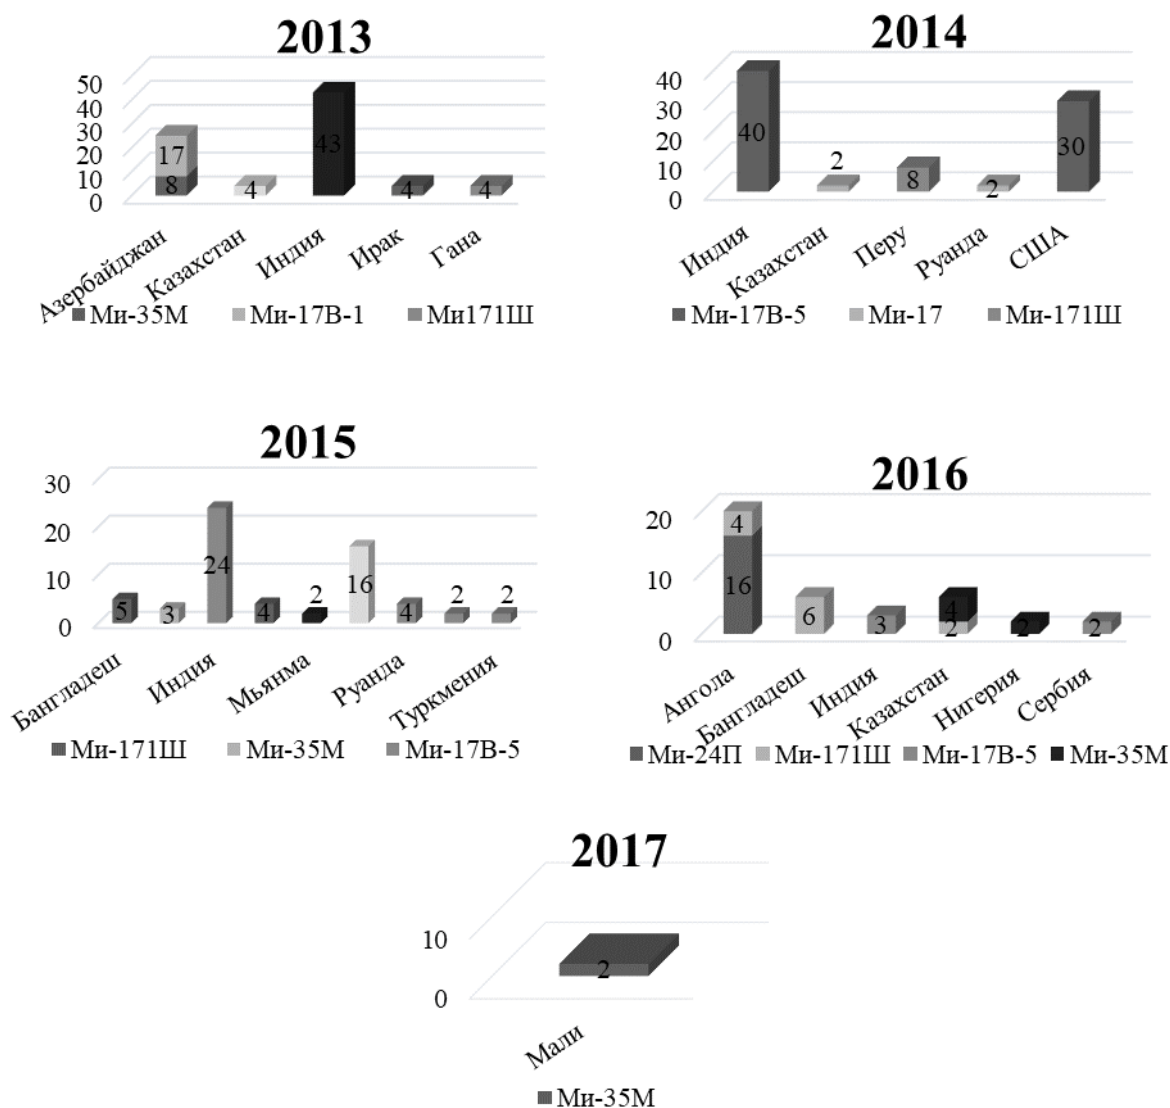 2013
50
40
30
20
10
0
17
8
4
43
4
4
Азербайджан
Казахстан
Индия
Ирак
Гана
Ми-35М Ми-17В-1 Ми171Ш
2014
40
30
20
10
0
40
2
8
2
30
Индия
Казахстан
Перу
Руанда
США
Ми-17В-5 Ми-17 Ми-171Ш
2015
30
20
10
0
5
3
24
4
2
16
4
2
2
Бангладеш
Индия
Мьянма
Руанда
Туркмения
Ми-171Ш Ми-35М Ми-17В-5
2016
20
10
0
4
16
6
3
4
2
2
2
Ангола
Бангладеш
Индия
Казахстан
Нигерия
Сербия
Ми-24П Ми-171Ш Ми-17В-5 Ми-35М
2017
10
0
2
Мали
Ми-35М